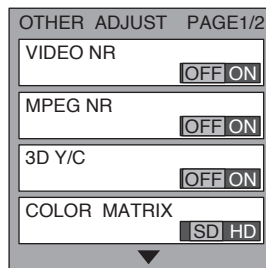 OTHER ADJUST PAGE1/2
VIDEO NR
OFF ON
MPEG NR
OFF ON
3D Y/C
OFF ON
COLOR MATRIX
SD HD